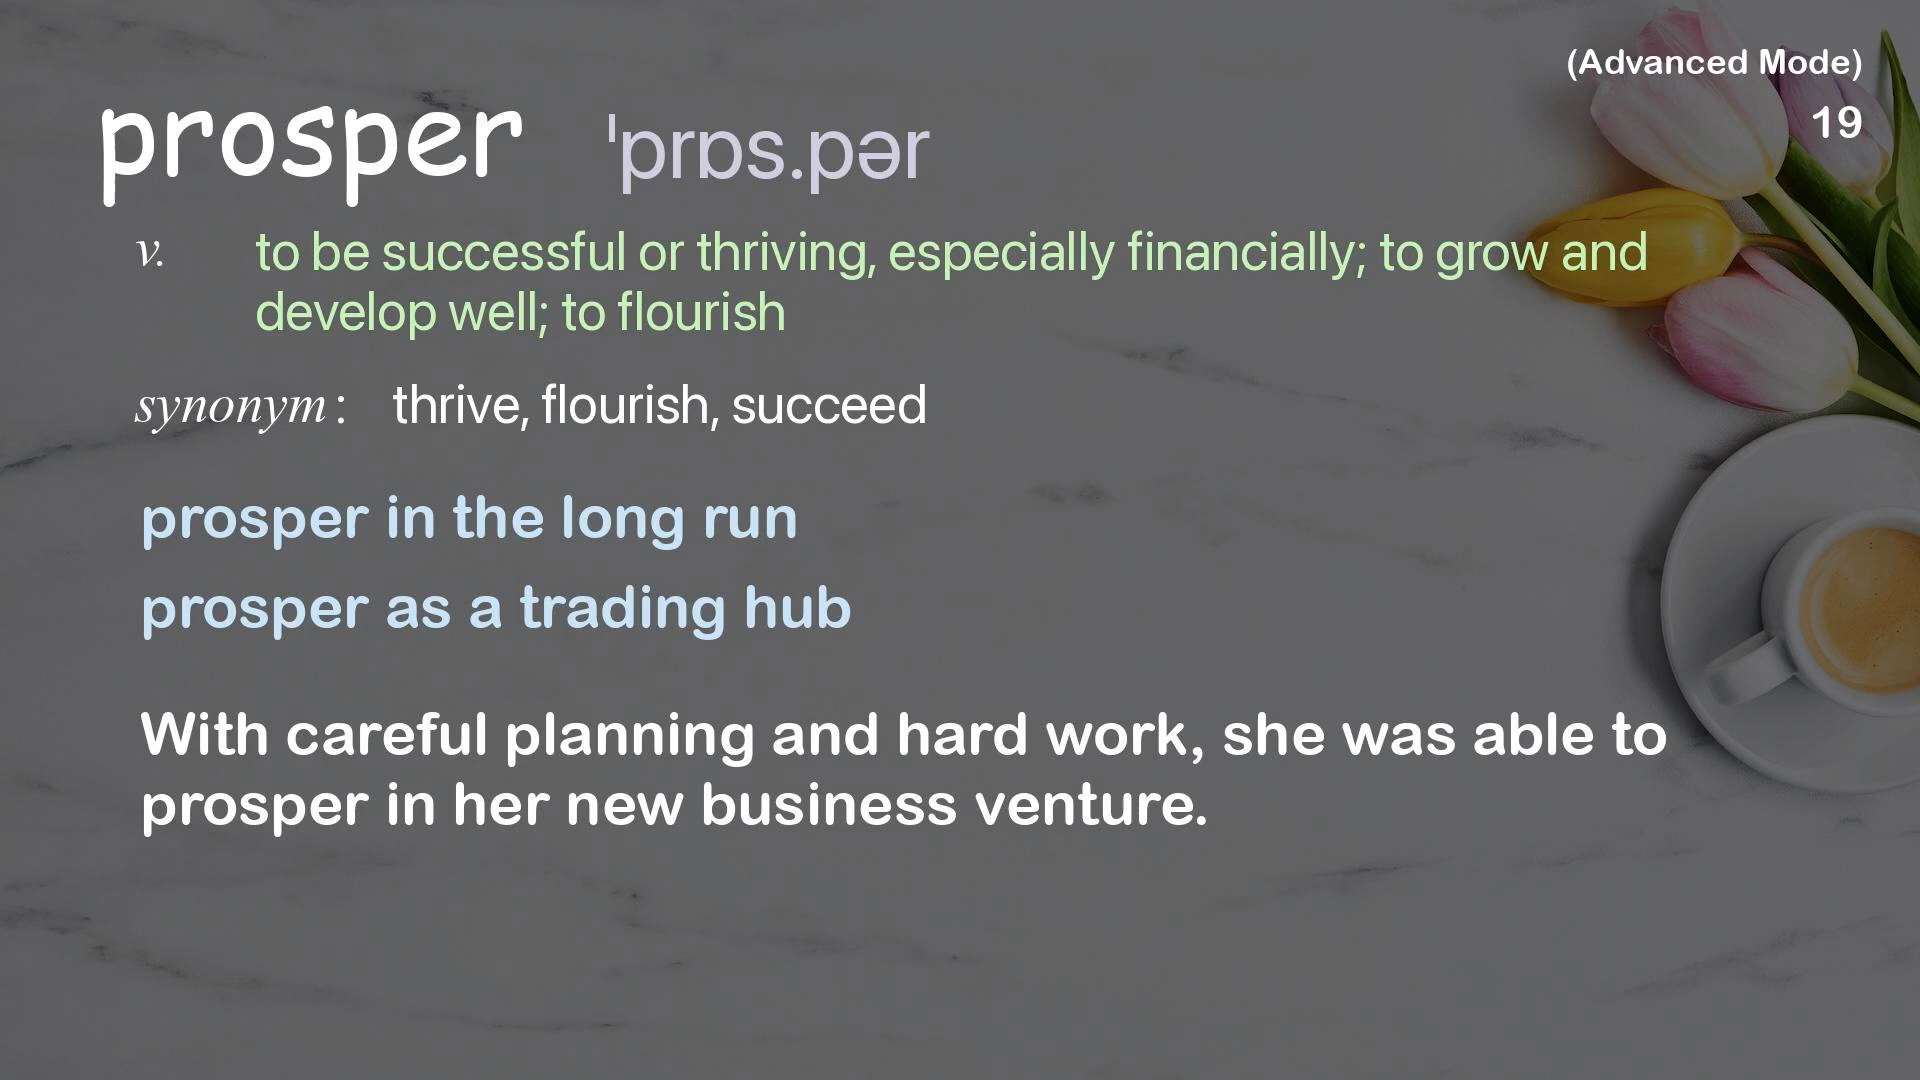 (Advanced Mode)
19
prosper ˈprɒs.pər
v. to be successful or thriving, especially financially; to grow and
develop well; to flourish
synonym: thrive, flourish, succeed
prosper in the long run
prosper as a trading hub
With careful planning and hard work, she was able to
prosper in her new business venture.